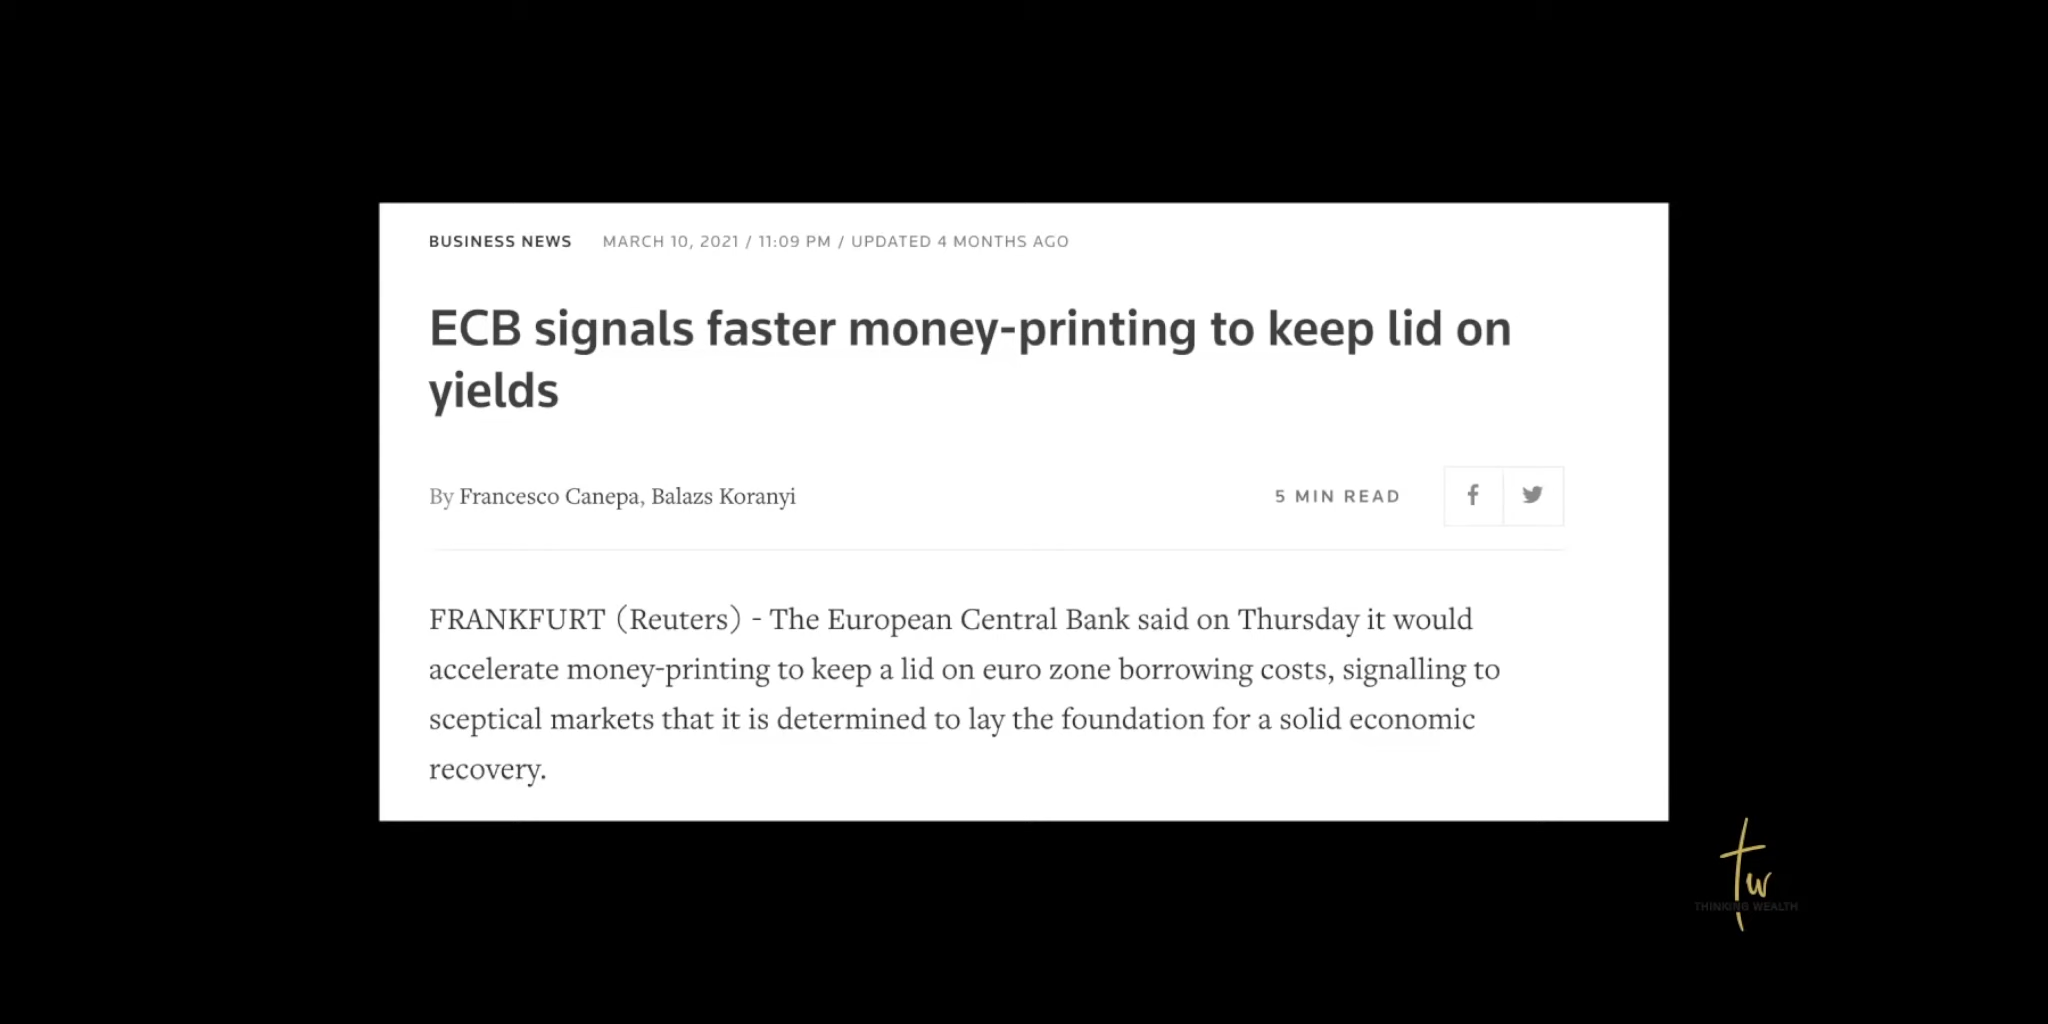 BUSINESS NEWS MARCH 10, 2021 / 11:09 PM / UPDATED 4 MONTHS AGO
ECB signals faster money-printing to keep lid on
yields
By Francesco Canepa, Balazs Koranyi 5 MIN READ
FRANKFURT (Reuters) - The European Central Bank said on Thursday it would
accelerate money-printing to keep a lid on euro zone borrowing costs, signalling to
sceptical markets that it is determined to lay the foundation for a solid economic
recovery.
tw
THINKING WEALTH